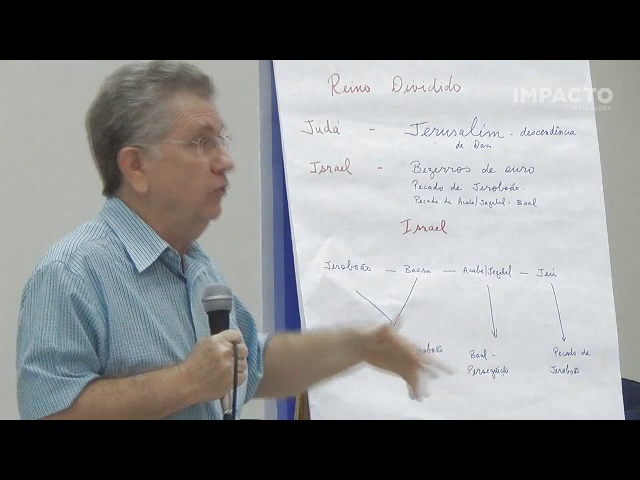 IMPACTO
Reino Dividido
Judá - Jerusalém - descendência
de Davi
Israel - Bezerros de ouro
Pecado de Jeroboão -
Pecado de Acabe/Jezabel - Baal
Israel
Jeroboão - Baasa - Acabe/Jezabel - Jeú
Baal -
Perseguição
Pecado de
Jeroboão